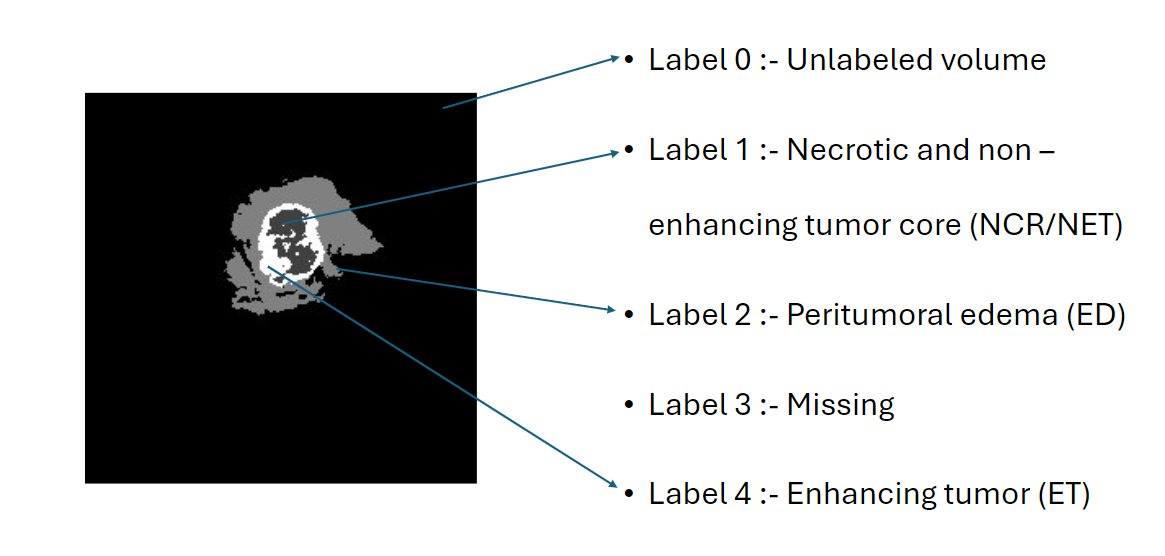 • Label 0 :- Unlabeled volume
• Label 1 :- Necrotic and non –
enhancing tumor core (NCR/NET)
• Label 2 :- Peritumoral edema (ED)
• Label 3 :- Missing
• Label 4 :- Enhancing tumor (ET)